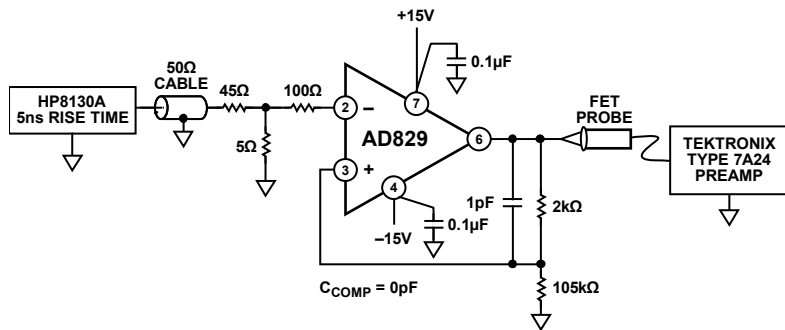 +15V
50Ω
CABLE
45Ω
100Ω
0.1µF
HP8130A
5ns RISE TIME
5Ω
2
–
7
AD829
3
+
4
6
FET
PROBE
TEKTRONIX
TYPE 7A24
PREAMP
–15V
0.1µF
1pF
2kΩ
CCOMP = 0pF
105kΩ